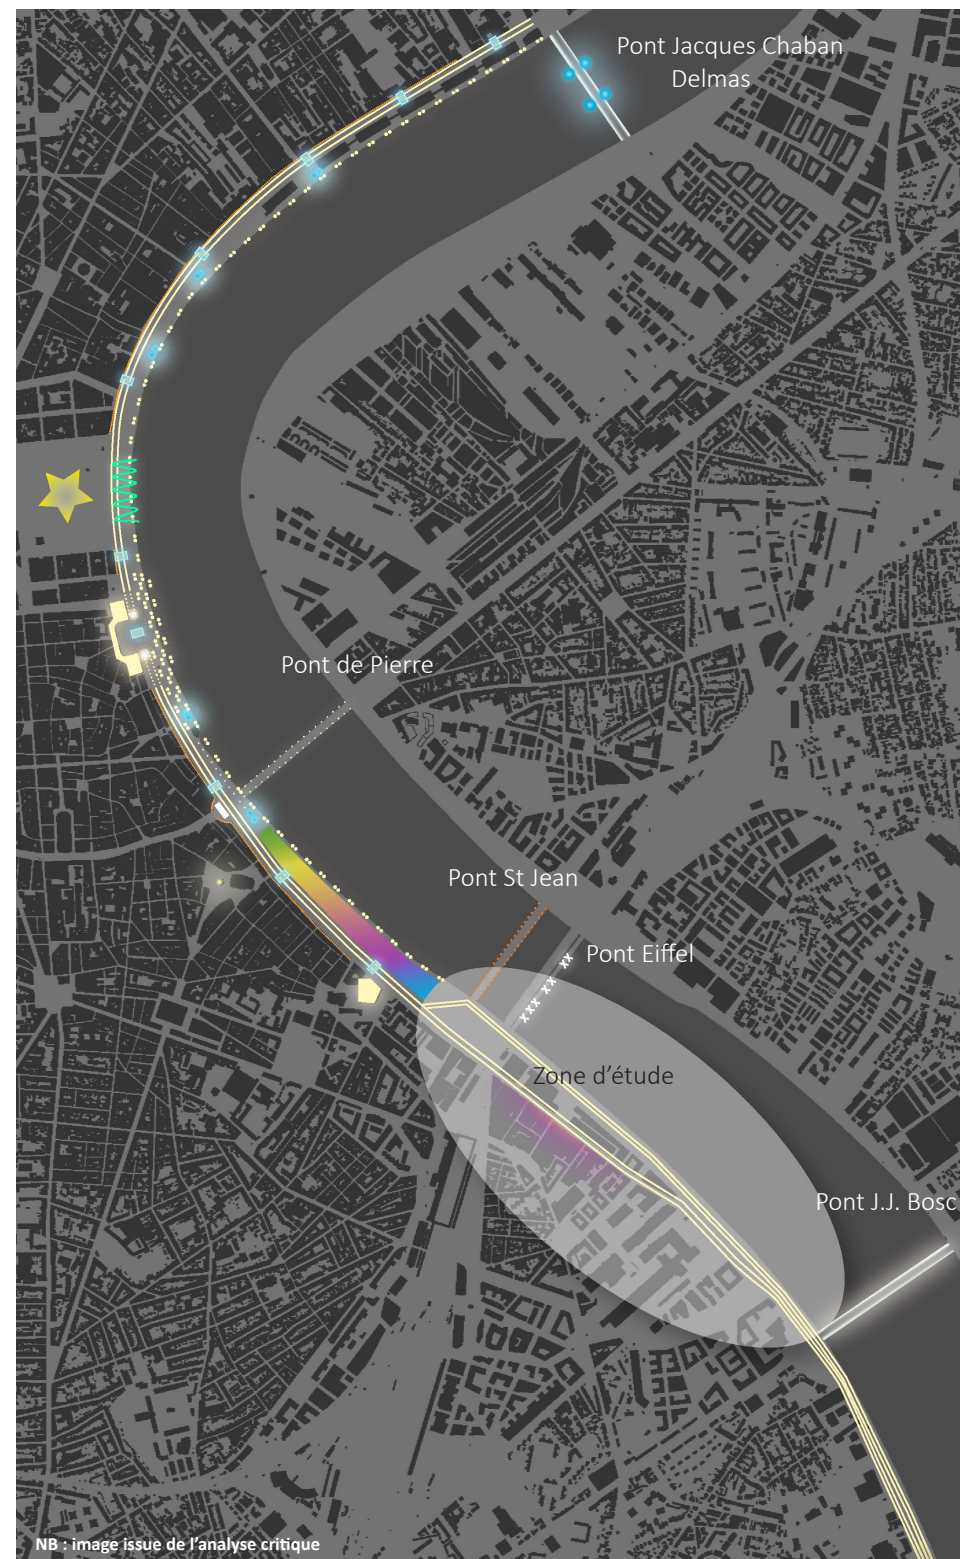 Pont Jacques Chaban
Delmas
Pont de Pierre
Pont St Jean
Pont Eiffel
Zone d'étude
Pont J.J. Bosc
NB : image issue de l'analyse critique